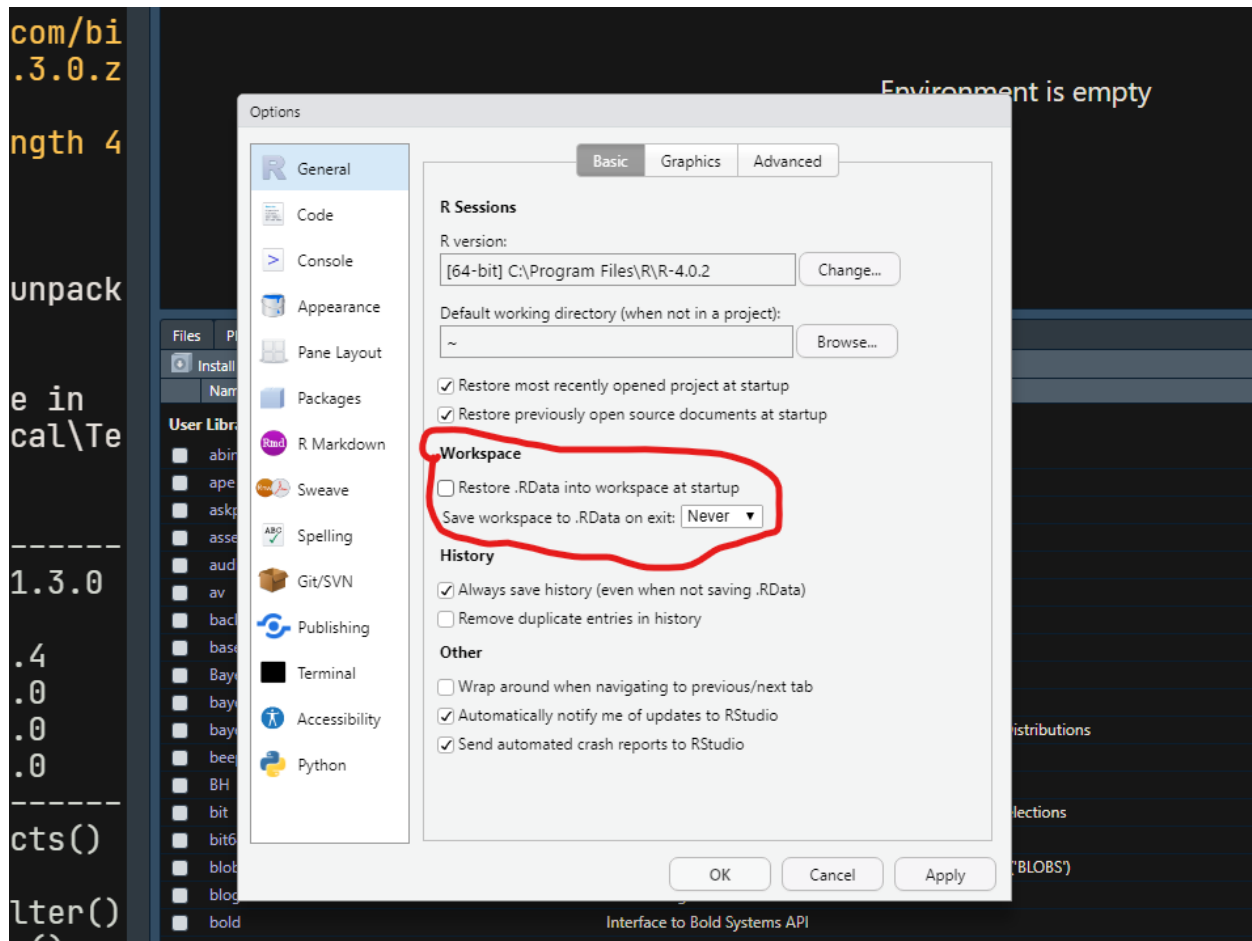 com/bi
.3.0.z
ngth 4
unpack
e in
cal\Te
------
1.3.0
.4
.0
.0
.0
------
cts()
lter()
Environment is empty
Options
General
Code
Console
Appearance
Pane Layout
Packages
Rmd R Markdown
Sweave
ABC Spelling
Git/SVN
Publishing
Terminal
Accessibility
Python
Basic Graphics Advanced
R Sessions
R version:
[64-bit] C:\Program Files\R\R-4.0.2 Change...
Default working directory (when not in a project):
~ Browse...
Restore most recently opened project at startup
Restore previously open source documents at startup
Workspace
Restore .RData into workspace at startup
Save workspace to .RData on exit: Never
History
Always save history (even when not saving .RData)
Remove duplicate entries in history
Other
Wrap around when navigating to previous/next tab
Automatically notify me of updates to RStudio
Send automated crash reports to RStudio
OK Cancel Apply
Files
Install
Nam
User Libr
abin
ape
askp
asse
aud
av
bac
base
Baye
baye
baye istributions
beep
BH
bit lections
bit6
blob ('BLOBS')
blog
bold Interface to Bold Systems API